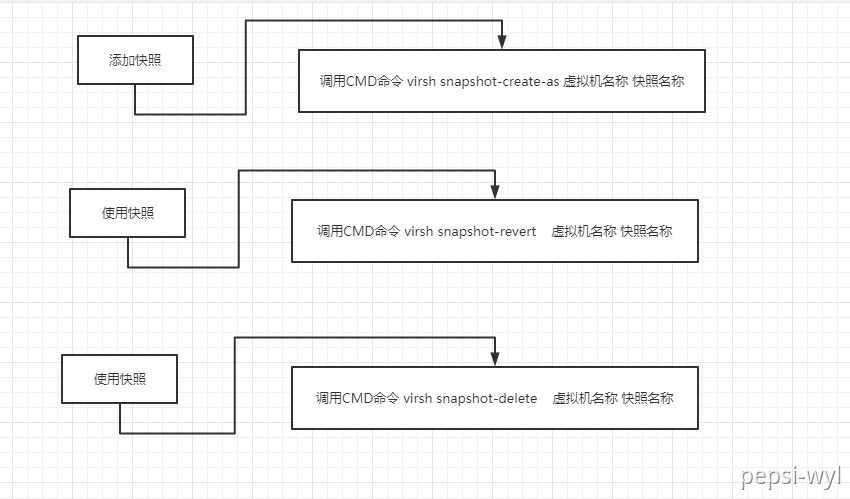 添加快照
调用CMD命令 virsh snapshot-create-as 虚拟机名称 快照名称
使用快照
调用CMD命令 virsh snapshot-revert 虚拟机名称 快照名称
使用快照
调用CMD命令 virsh snapshot-delete 虚拟机名称 快照名称
pepsi-wyl